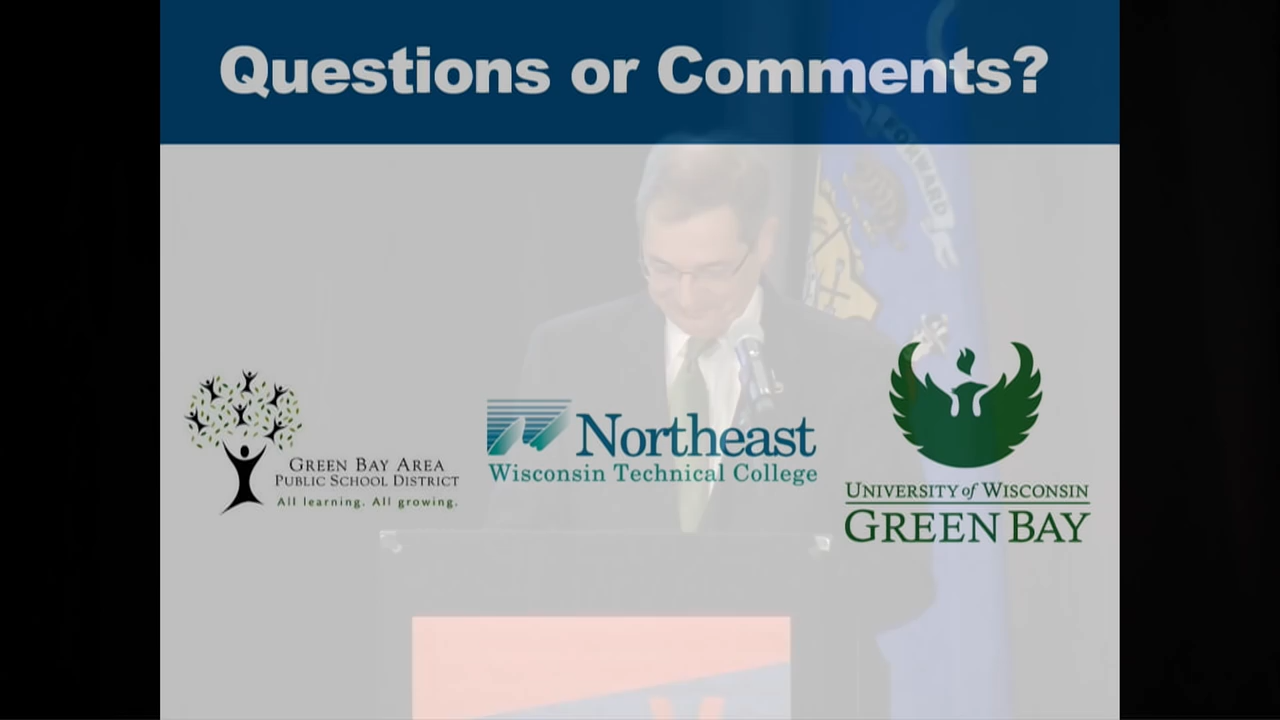 Questions or Comments?
FORWARD
GREEN BAY AREA
PUBLIC SCHOOL DISTRICT
All learning. All growing.
Northeast
Wisconsin Technical College
UNIVERSITY of WISCONSIN
GREEN BAY